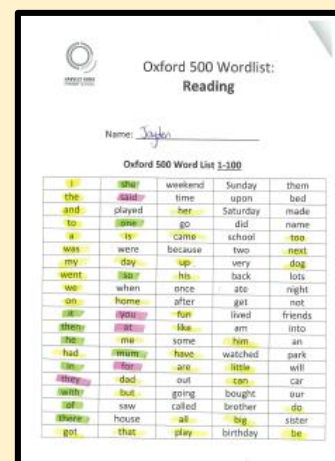 Oxford 500 Wordlist:
Reading
Name: Jayden
Oxford 500 Word List 1-100
I she weekend Sunday them
the said time upon bed
and played her Saturday made
to one go did name
a is came school too
was were because two next
my day up very dog
went so his back lots
we when once ate night
on home after get not
it you fun lived friends
then at like am into
he me some him an
had mum have watched park
in for are little will
they dad out can car
with but going bought our
of saw called brother do
there house all big sister
got that play birthday be